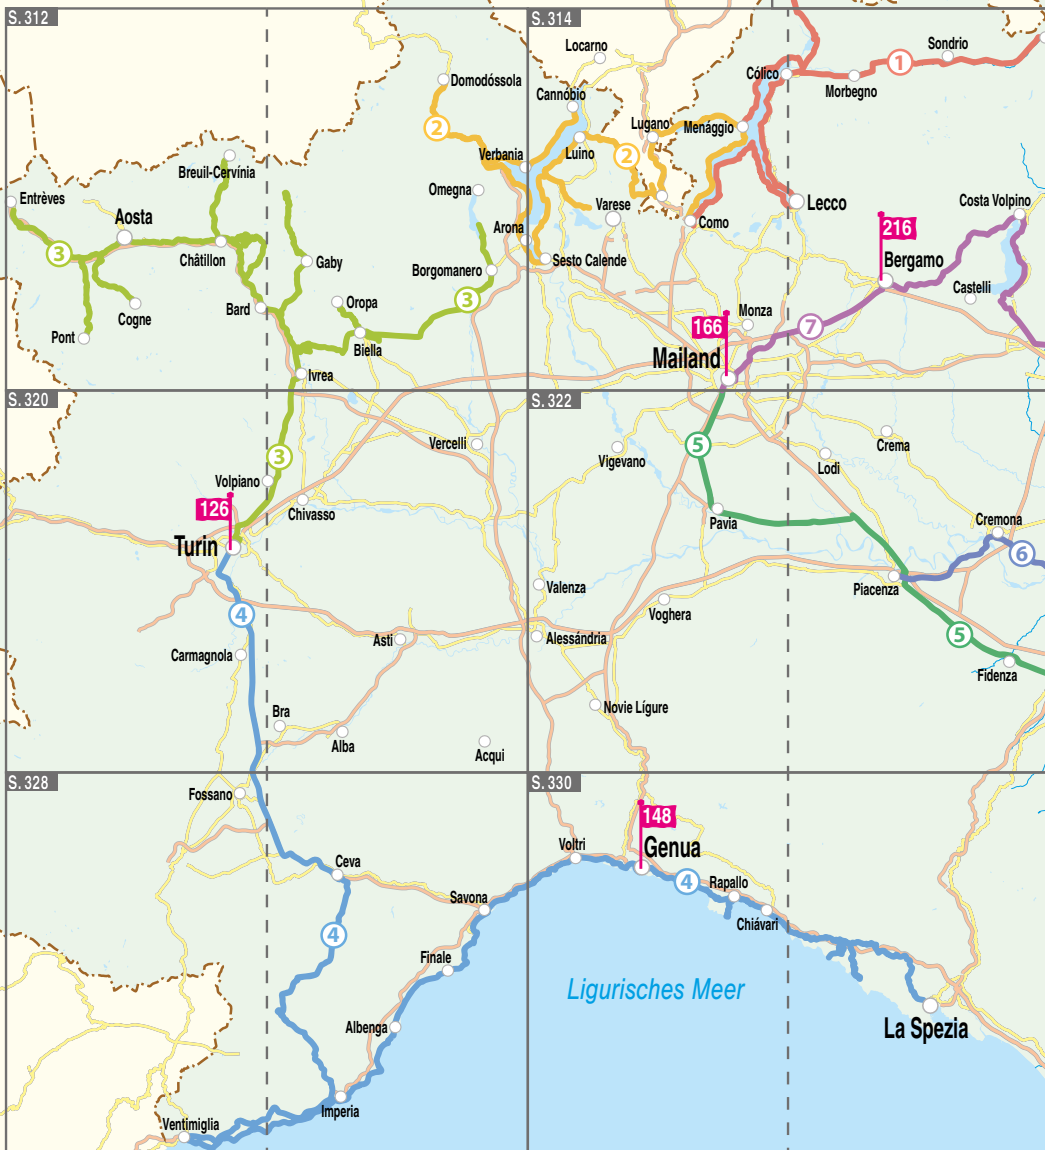 S. 312
S. 314
Locarno
Sondrio
1
Domodóssola
Cólico
Morbegno
Cannóbio
2
Lugano
Menággio
Verbania
Luino
2
Breuil-Cervínia
Omegna
Entrèves
Aosta
Varese
Lecco
Costa Volpino
Como
Arona
216
3
Châtillon
Gaby
Borgomanero
Sesto Calende
Bergamo
Castelli
Cogne
Bard
Oropa
3
Monza
166
7
Pont
Biella
Mailand
Ivrea
S. 320
S. 322
Vercelli
5
Crema
3
Vigevano
Lodi
Volpiano
126
Chivasso
Pavia
Cremona
Turin
6
Valenza
Piacenza
4
Voghera
Asti
Alessándria
5
Carmagnola
Fidenza
Bra
Novie Lígure
Alba
Acqui
S. 328
S. 330
Fossano
148
Voltri
Genua
Ceva
4
Rapallo
Savona
Chiávari
4
Finale
Ligurisches Meer
Albenga
La Spezia
Imperia
Ventimiglia